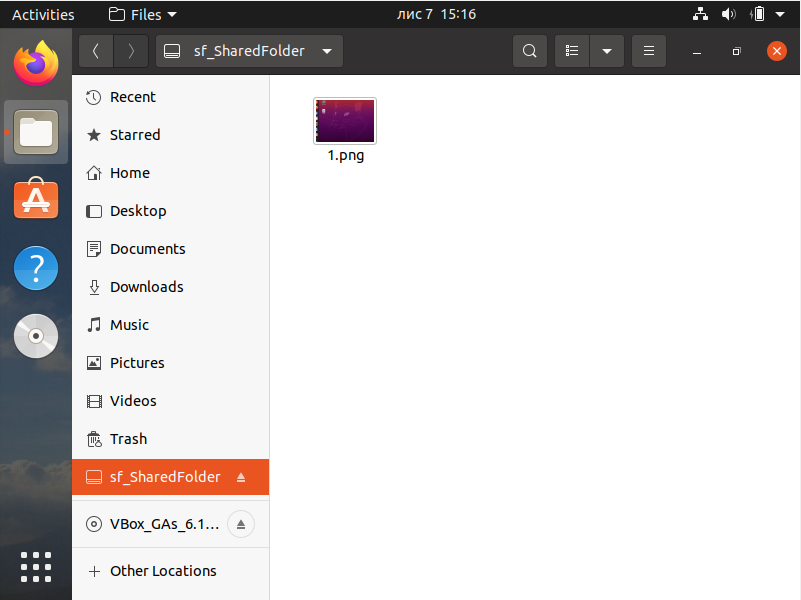 Activities
Files
лис 7 15:16
sf_SharedFolder
Recent
Starred
Home
Desktop
Documents
Downloads
Music
Pictures
Videos
Trash
sf_SharedFolder
VBox_GAs_6.1…
Other Locations
1.png